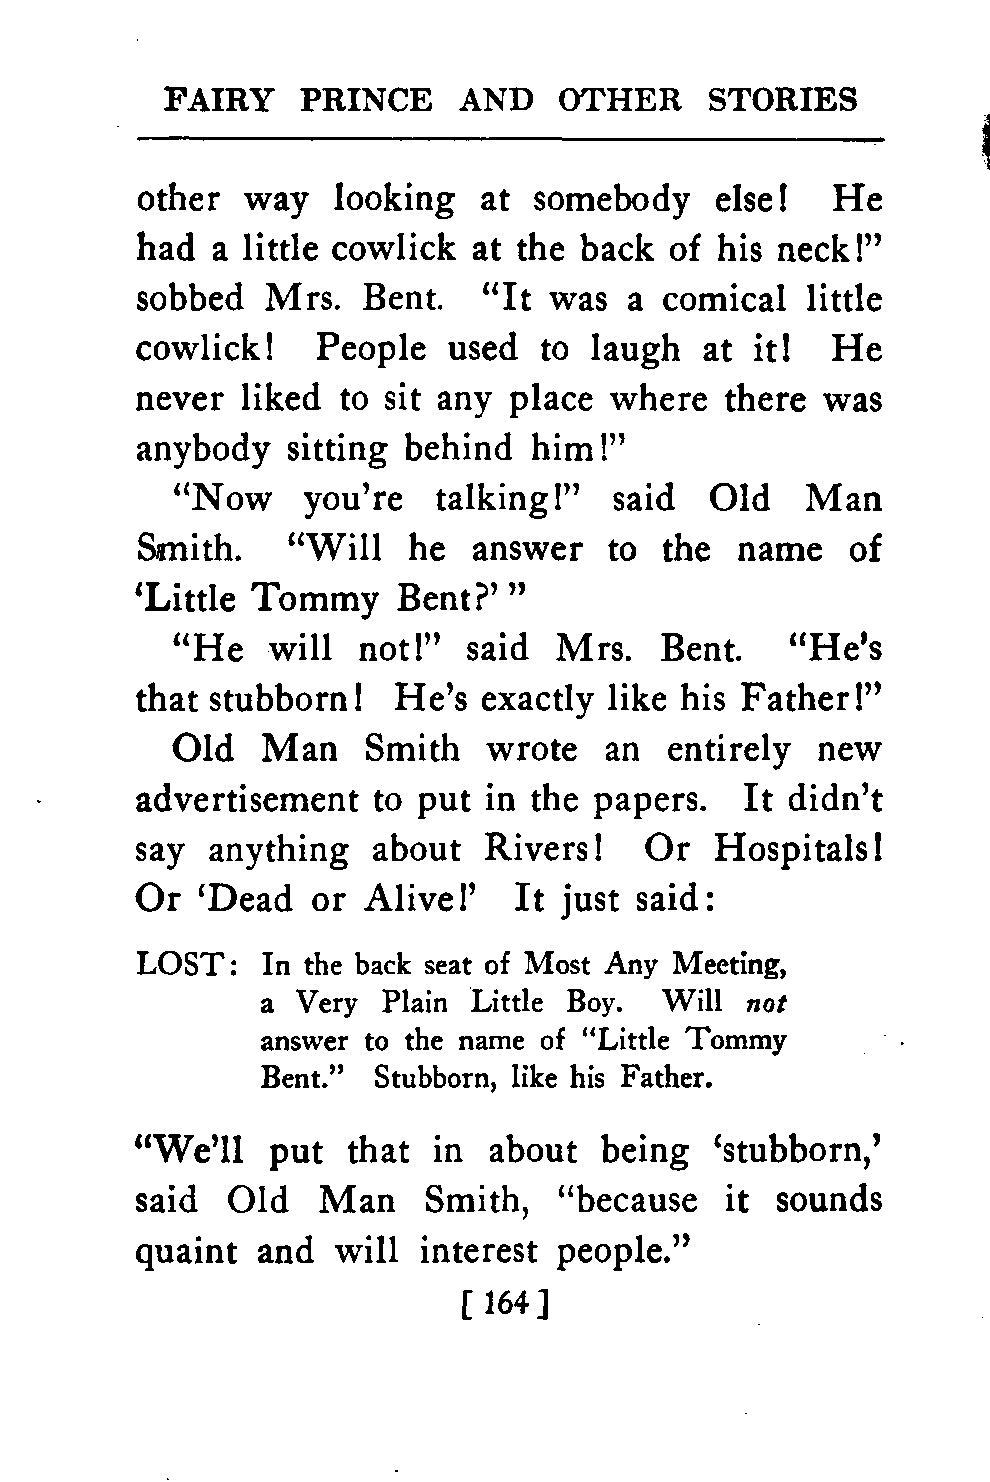 FAIRY PRINCE AND OTHER STORIES
other way looking at somebody else! He
had a little cowlick at the back of his neck!”
sobbed Mrs. Bent. “It was a comical little
cowlick! People used to laugh at it! He
never liked to sit any place where there was
anybody sitting behind him!”
“Now you’re talking!” said Old Man
Smith. “Will he answer to the name of
‘Little Tommy Bent?’ ”
“He will not!” said Mrs. Bent. “He’s
that stubborn! He’s exactly like his Father!”
Old Man Smith wrote an entirely new
advertisement to put in the papers. It didn’t
say anything about Rivers! Or Hospitals!
Or ‘Dead or Alive!’ It just said:
LOST: In the back seat of Most Any Meeting,
a Very Plain Little Boy. Will not
answer to the name of “Little Tommy
Bent.” Stubborn, like his Father.
“We’ll put that in about being ‘stubborn,’
said Old Man Smith, “because it sounds
quaint and will interest people.”
[ 164 ]